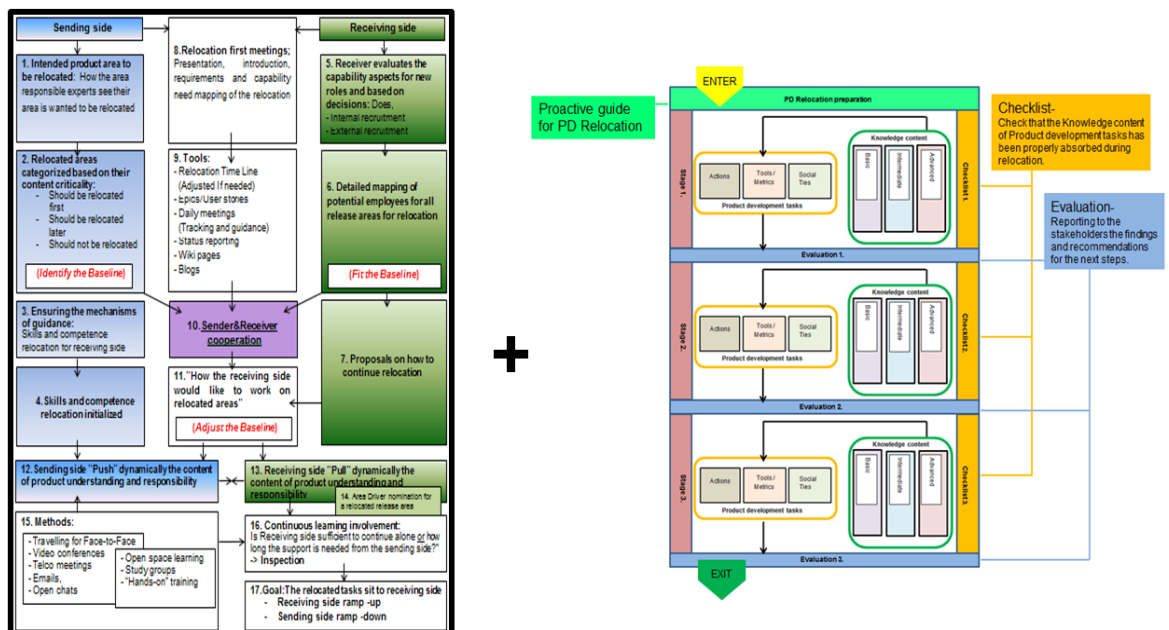 Sending side
Receiving side
1. Intended product area to
be relocated: How the area
responsible experts see their
area is wanted to be relocated
8.Relocation first meetings;
Presentation, introduction,
requirements and capability
need mapping of the relocation
5. Receiver evaluates the
capability aspects for new
roles and based on
decisions: Does,
- Internal recruitment
- External recruitment
2. Relocated areas
categorized based on their
content criticality:
- Should be relocated
first
- Should be relocated
later
- Should not be relocated
(Identify the Baseline)
9. Tools:
- Relocation Time Line
(Adjusted If needed)
- Epics/User stories
- Daily meetings
(Tracking and guidance)
- Status reporting
- Wiki pages
- Blogs
6. Detailed mapping of
potential employees for all
release areas for relocation
(Fit the Baseline)
3. Ensuring the mechanisms
of guidance:
Skills and competence
relocation for receiving side
10. Sender&Receiver
cooperation
7. Proposals on how to
continue relocation
4. Skills and competence
relocation initialized
11."How the receiving side
would like to work on
relocated areas"
(Adjust the Baseline)
12. Sending side "Push" dynamically the content
of product understanding and responsibility
13. Receiving side "Pull" dynamically the
content of product understanding and
responsibility
14. Area Driver nomination for
a relocated release area
15. Methods:
- Travelling for Face-to-Face
- Video conferences
- Telco meetings
- Emails,
- Open chats
- Open space learning
- Study groups
- "Hands-on" training
16. Continuous learning involvement:
Is Receiving side sufficient to continue alone or how
long the support is needed from the sending side?"
-> Inspection
17.Goal:The relocated tasks sit to receiving side
- Receiving side ramp -up
- Sending side ramp -down
+
ENTER
Proactive guide
for PD Relocation
PD Relocation preparation
Stage 1.
Actions
Tools /
Metrics
Social
Ties
Product development tasks
Knowledge content
Basic
Intermediate
Advanced
Checklist 1.
Evaluation 1.
Stage 2.
Actions
Tools /
Metrics
Social
Ties
Product development tasks
Knowledge content
Basic
Intermediate
Advanced
Checklist 2.
Evaluation 2.
Stage 3.
Actions
Tools /
Metrics
Social
Ties
Product development tasks
Knowledge content
Basic
Intermediate
Advanced
Checklist 3.
Evaluation 3.
EXIT
Checklist-
Check that the Knowledge content
of Product development tasks has
been properly absorbed during
relocation.
Evaluation-
Reporting to the
stakeholders the findings
and recommendations
for the next steps.